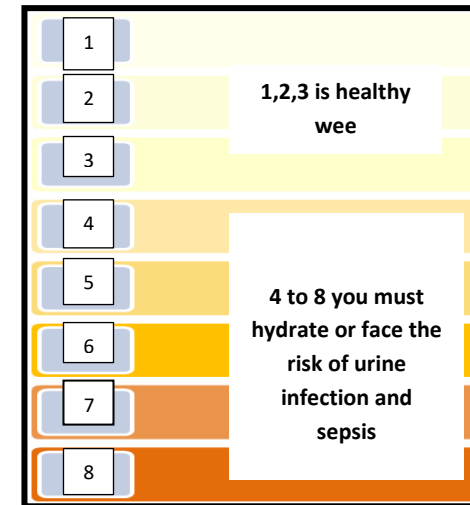 1
2
1,2,3 is healthy
wee
3
4
5
4 to 8 you must
hydrate or face the
risk of urine
infection and
sepsis
6
7
8